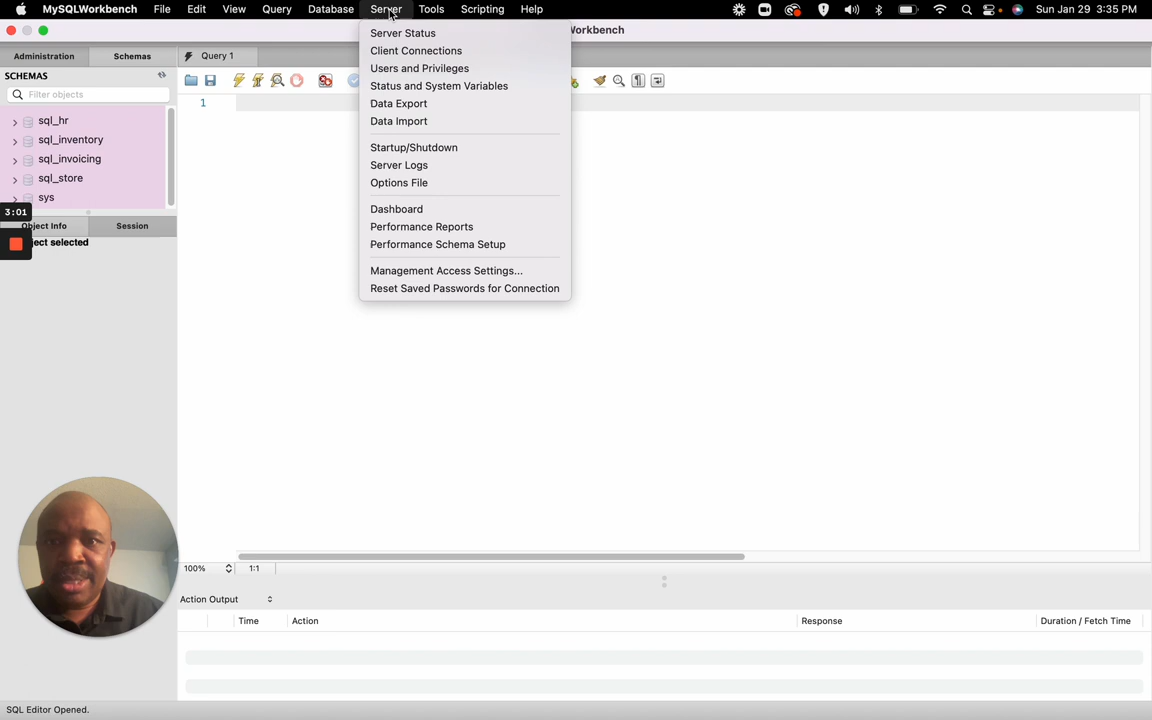 MySQLWorkbench File Edit View Query Database Server Tools Scripting Help Sun Jan 29 3:35 PM
Workbench
Administration Schemas Query 1
SCHEMAS
Filter objects
1
sql_hr
sql_inventory
sql_invoicing
sql_store
sys
3:01
Object Info Session
ject selected
Server Status
Client Connections
Users and Privileges
Status and System Variables
Data Export
Data Import
Startup/Shutdown
Server Logs
Options File
Dashboard
Performance Reports
Performance Schema Setup
Management Access Settings...
Reset Saved Passwords for Connection
100% 1:1
Action Output
Time Action Response Duration / Fetch Time
SQL Editor Opened.